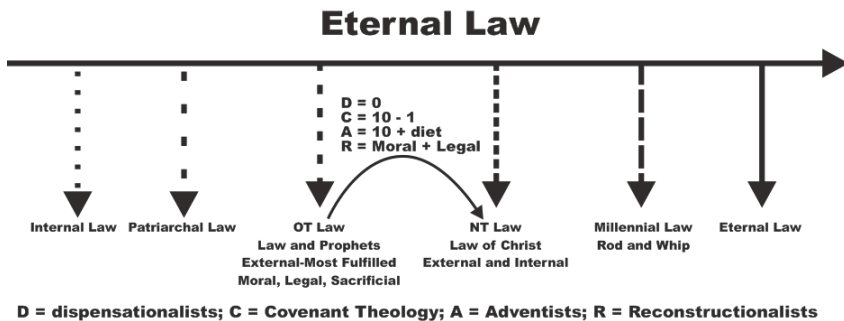 Eternal Law
D = 0
C = 10 - 1
A = 10 + diet
R = Moral + Legal
Internal Law
Patriarchal Law
OT Law
Law and Prophets
External-Most Fulfilled
Moral, Legal, Sacrificial
NT Law
Law of Christ
External and Internal
Millennial Law
Rod and Whip
Eternal Law
D = dispensationalists; C = Covenant Theology; A = Adventists; R = Reconstructionalists